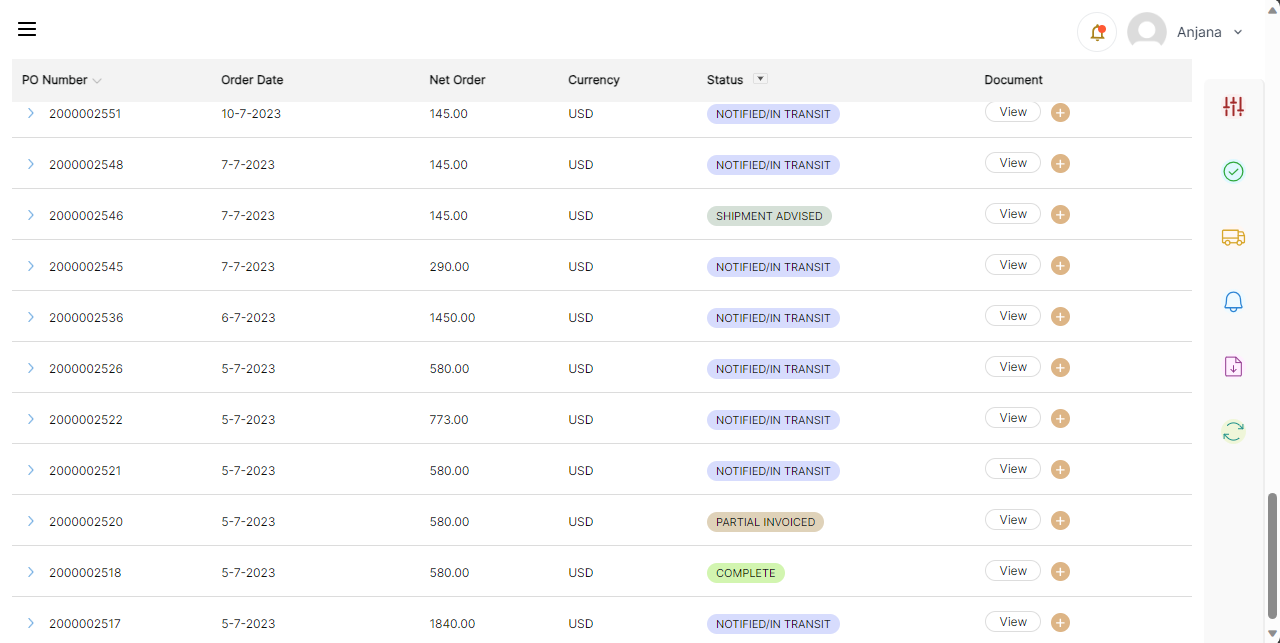 Anjana
PO Number Order Date Net Order Currency Status Document
2000002551 10-7-2023 145.00 USD NOTIFIED/IN TRANSIT View
2000002548 7-7-2023 145.00 USD NOTIFIED/IN TRANSIT View
2000002546 7-7-2023 145.00 USD SHIPMENT ADVISED View
2000002545 7-7-2023 290.00 USD NOTIFIED/IN TRANSIT View
2000002536 6-7-2023 1450.00 USD NOTIFIED/IN TRANSIT View
2000002526 5-7-2023 580.00 USD NOTIFIED/IN TRANSIT View
2000002522 5-7-2023 773.00 USD NOTIFIED/IN TRANSIT View
2000002521 5-7-2023 580.00 USD NOTIFIED/IN TRANSIT View
2000002520 5-7-2023 580.00 USD PARTIAL INVOICED View
2000002518 5-7-2023 580.00 USD COMPLETE View
2000002517 5-7-2023 1840.00 USD NOTIFIED/IN TRANSIT View